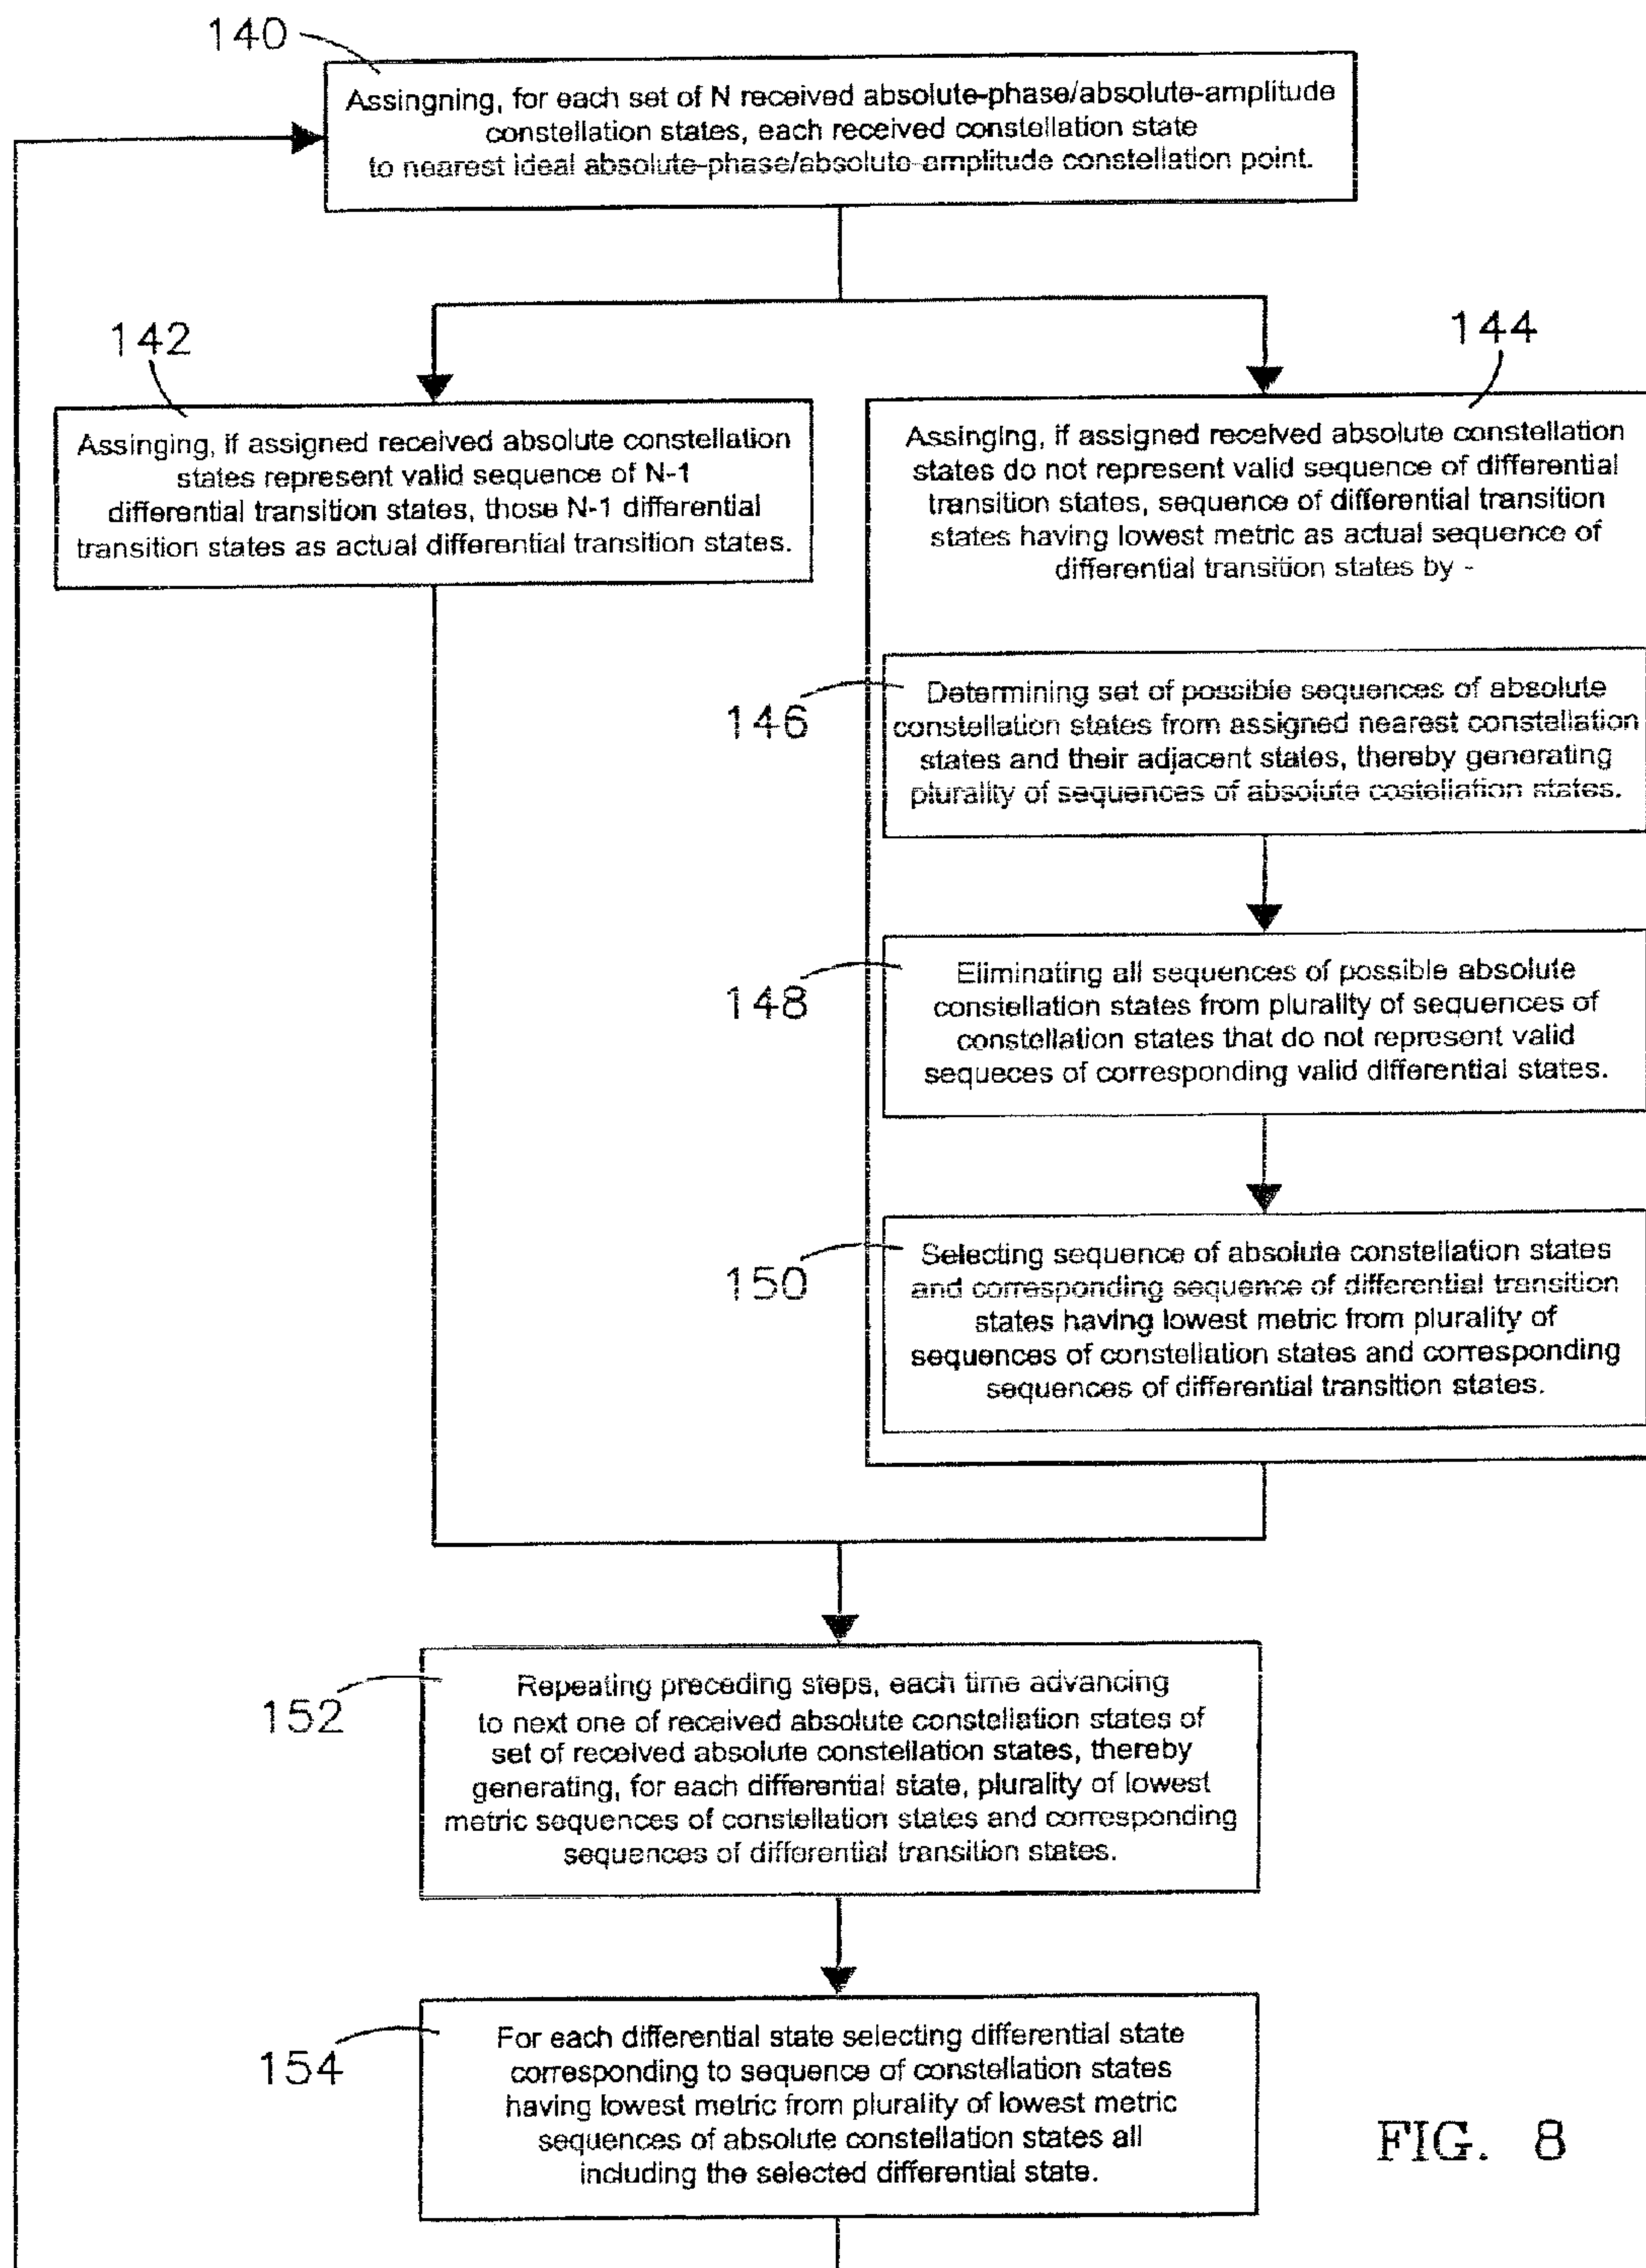 140
Assingning, for each set of N received absolute-phase/absolute-amplitude
constellation states, each received constellation state
to nearest ideal absolute-phase/absolute-amplitude constellation point.
142
Assinging, if assigned received absolute constellation
states represent valid sequence of N-1
differential transition states, those N-1 differential
transition states as actual differential transition states.
144
Assinging, if assigned received absolute constellation
states do not represent valid sequence of differential
transition states, sequence of differential transition
states having lowest metric as actual sequence of
differential transition states by -
146
Determining set of possible sequences of absolute
constellation states from assigned nearest constellation
states and their adjacent states, thereby generating
plurality of sequences of absolute costellation states.
148
Eliminating all sequences of possible absolute
constellation states from plurality of sequences of
constellation states that do not represent valid
sequeces of corresponding valid differential states.
150
Selecting sequence of absolute constellation states
and corresponding sequence of differential transition
states having lowest metric from plurality of
sequences of constellation states and corresponding
sequences of differential transition states.
152
Repeating preceding steps, each time advancing
to next one of received absolute constellation states of
set of received absolute constellation states, thereby
generating, for each differential state, plurality of lowest
metric sequences of constellation states and corresponding
sequences of differential transition states.
154
For each differential state selecting differential state
corresponding to sequence of constellation states
having lowest metric from plurality of lowest metric
sequences of absolute constellation states all
including the selected differential state.
FIG. 8